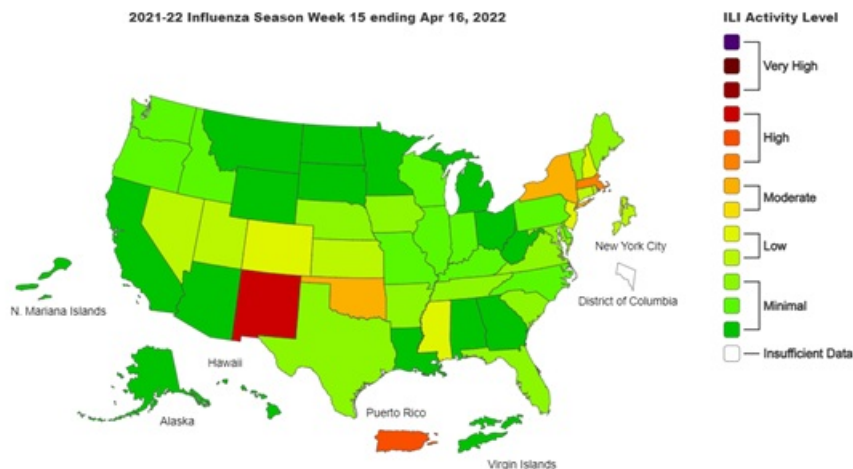 2021-22 Influenza Season Week 15 ending Apr 16, 2022
ILI Activity Level
Very High
High
Moderate
Low
Minimal
Insufficient Data
New York City
District of Columbia
N. Mariana Islands
Hawaii
Alaska
Puerto Rico
Virgin Islands